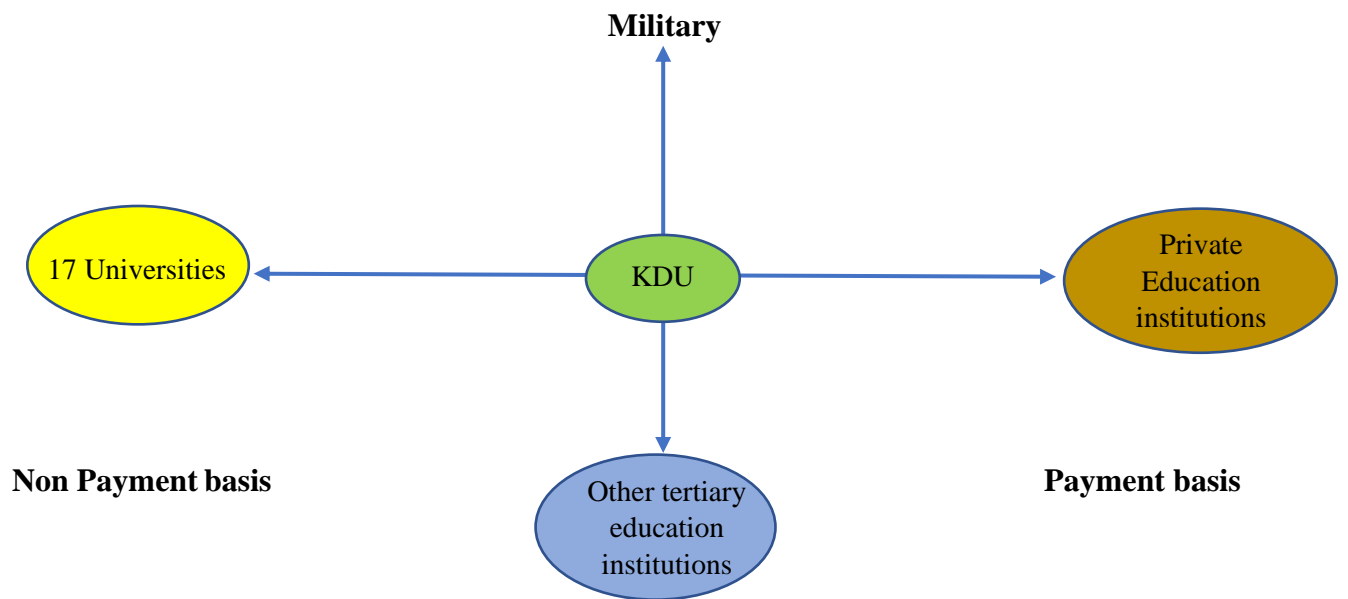 Military
17 Universities
KDU
Private
Education
institutions
Non Payment basis
Payment basis
Other tertiary
education
institutions